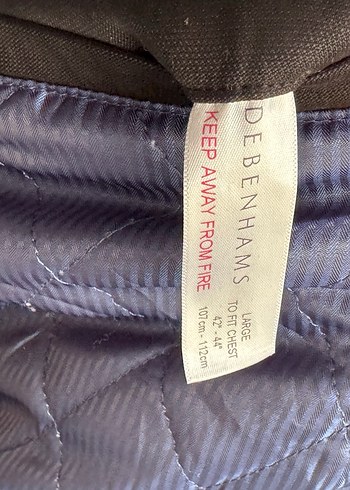 DEBENHAMS
KEEP AWAY FROM FIRE
LARGE
TO FIT CHEST
42" - 44"
107cm - 112cm